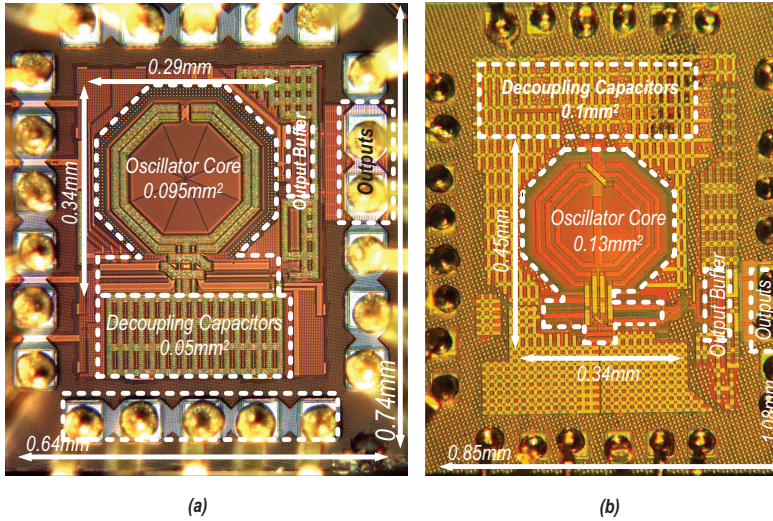 0.29mm
0.34mm
Oscillator Core
0.095mm²
Output Buffer
Outputs
Decoupling Capacitors
0.05mm²
0.74mm
0.64mm
(a)
Decoupling Capacitors
0.1mm²
0.45mm
Oscillator Core
0.13mm²
Output Buffer
Outputs
0.34mm
1.08mm
0.85mm
(b)